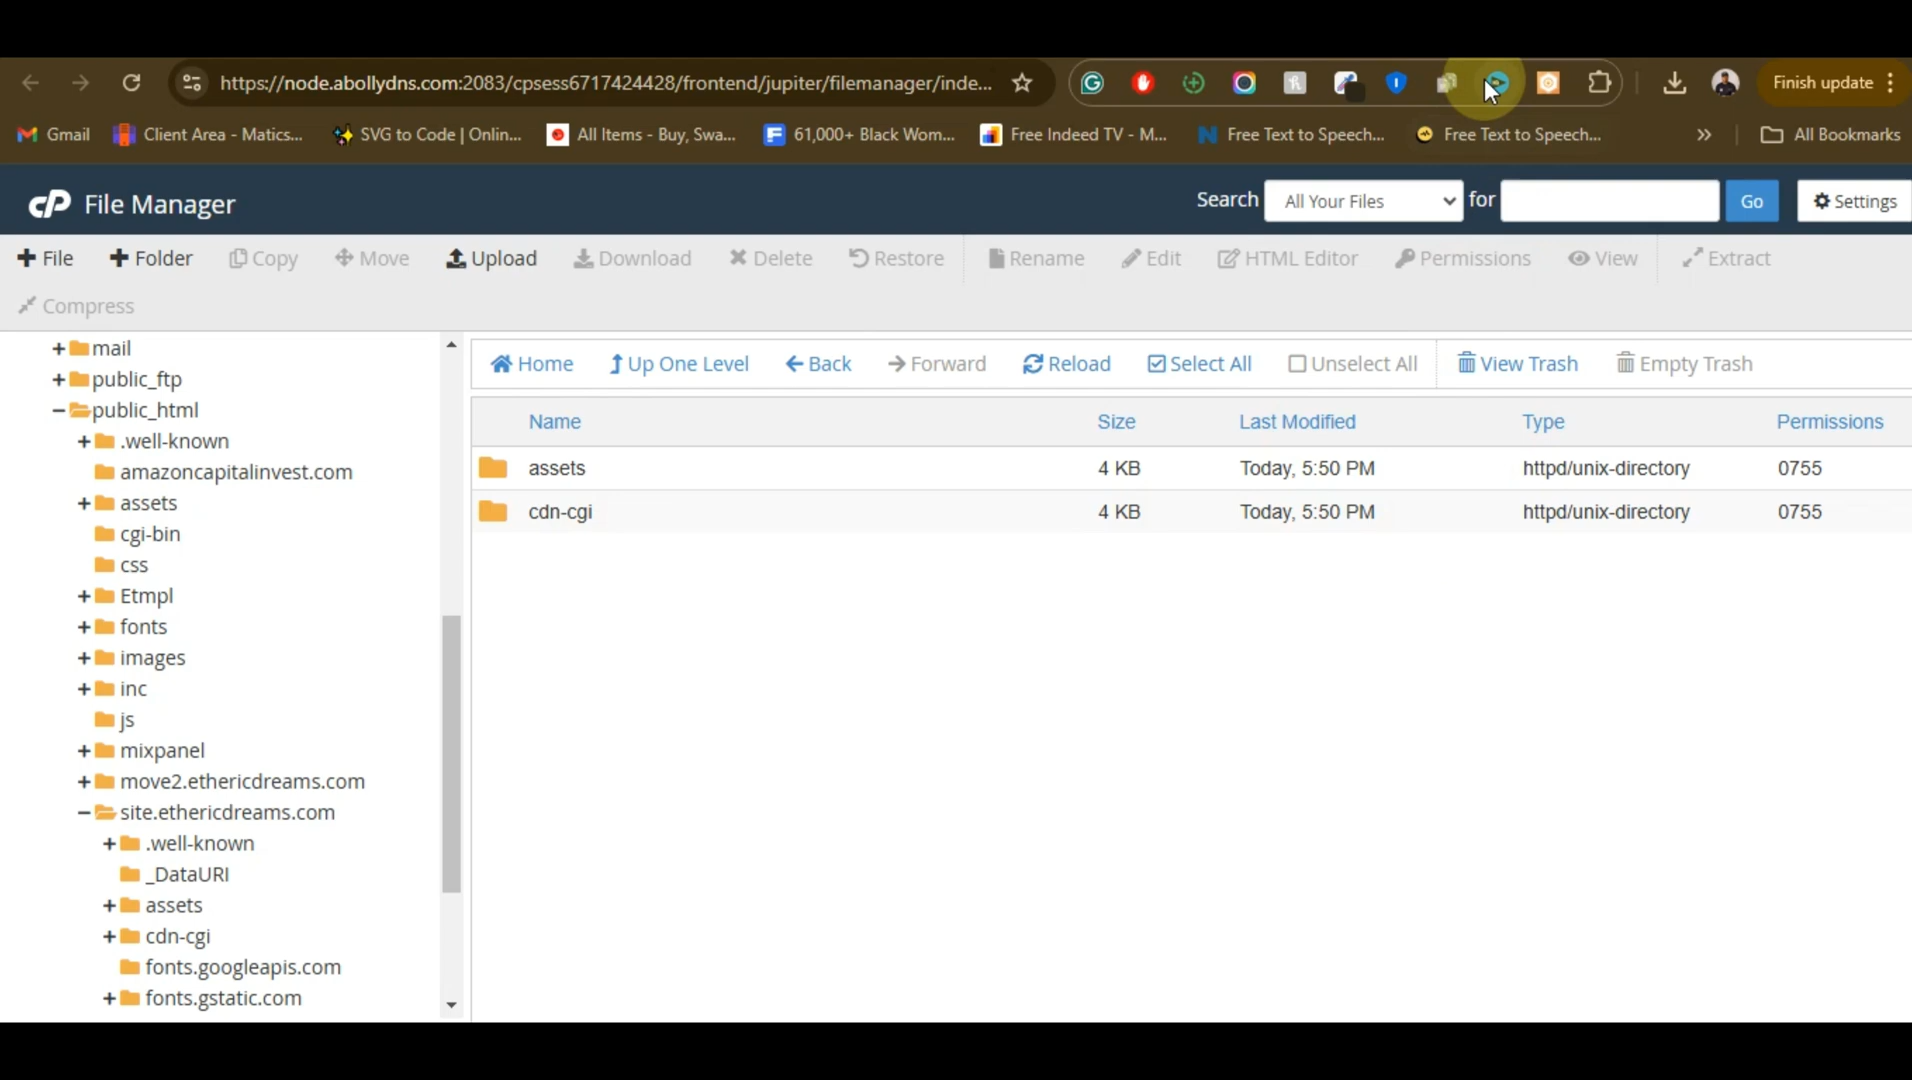 https://node.abollydns.com:2083/cpsess6717424428/frontend/jupiter/filemanager/inde...
Finish update
Gmail
Client Area - Matics...
SVG to Code | Onlin...
All Items - Buy, Swa...
61,000+ Black Wom...
Free Indeed TV - M...
Free Text to Speech...
Free Text to Speech...
All Bookmarks
cP File Manager
Search All Your Files for Go Settings
File Folder Copy Move Upload Download Delete Restore Rename Edit HTML Editor Permissions View Extract
Compress
Home Up One Level Back Forward Reload Select All Unselect All View Trash Empty Trash
Name Size Last Modified Type Permissions
assets 4 KB Today, 5:50 PM httpd/unix-directory 0755
cdn-cgi 4 KB Today, 5:50 PM httpd/unix-directory 0755
mail
public_ftp
public_html
.well-known
amazoncapitalinvest.com
assets
cgi-bin
css
Etmpl
fonts
images
inc
js
mixpanel
move2.ethericdreams.com
site.ethericdreams.com
.well-known
_DataURI
assets
cdn-cgi
fonts.googleapis.com
fonts.gstatic.com